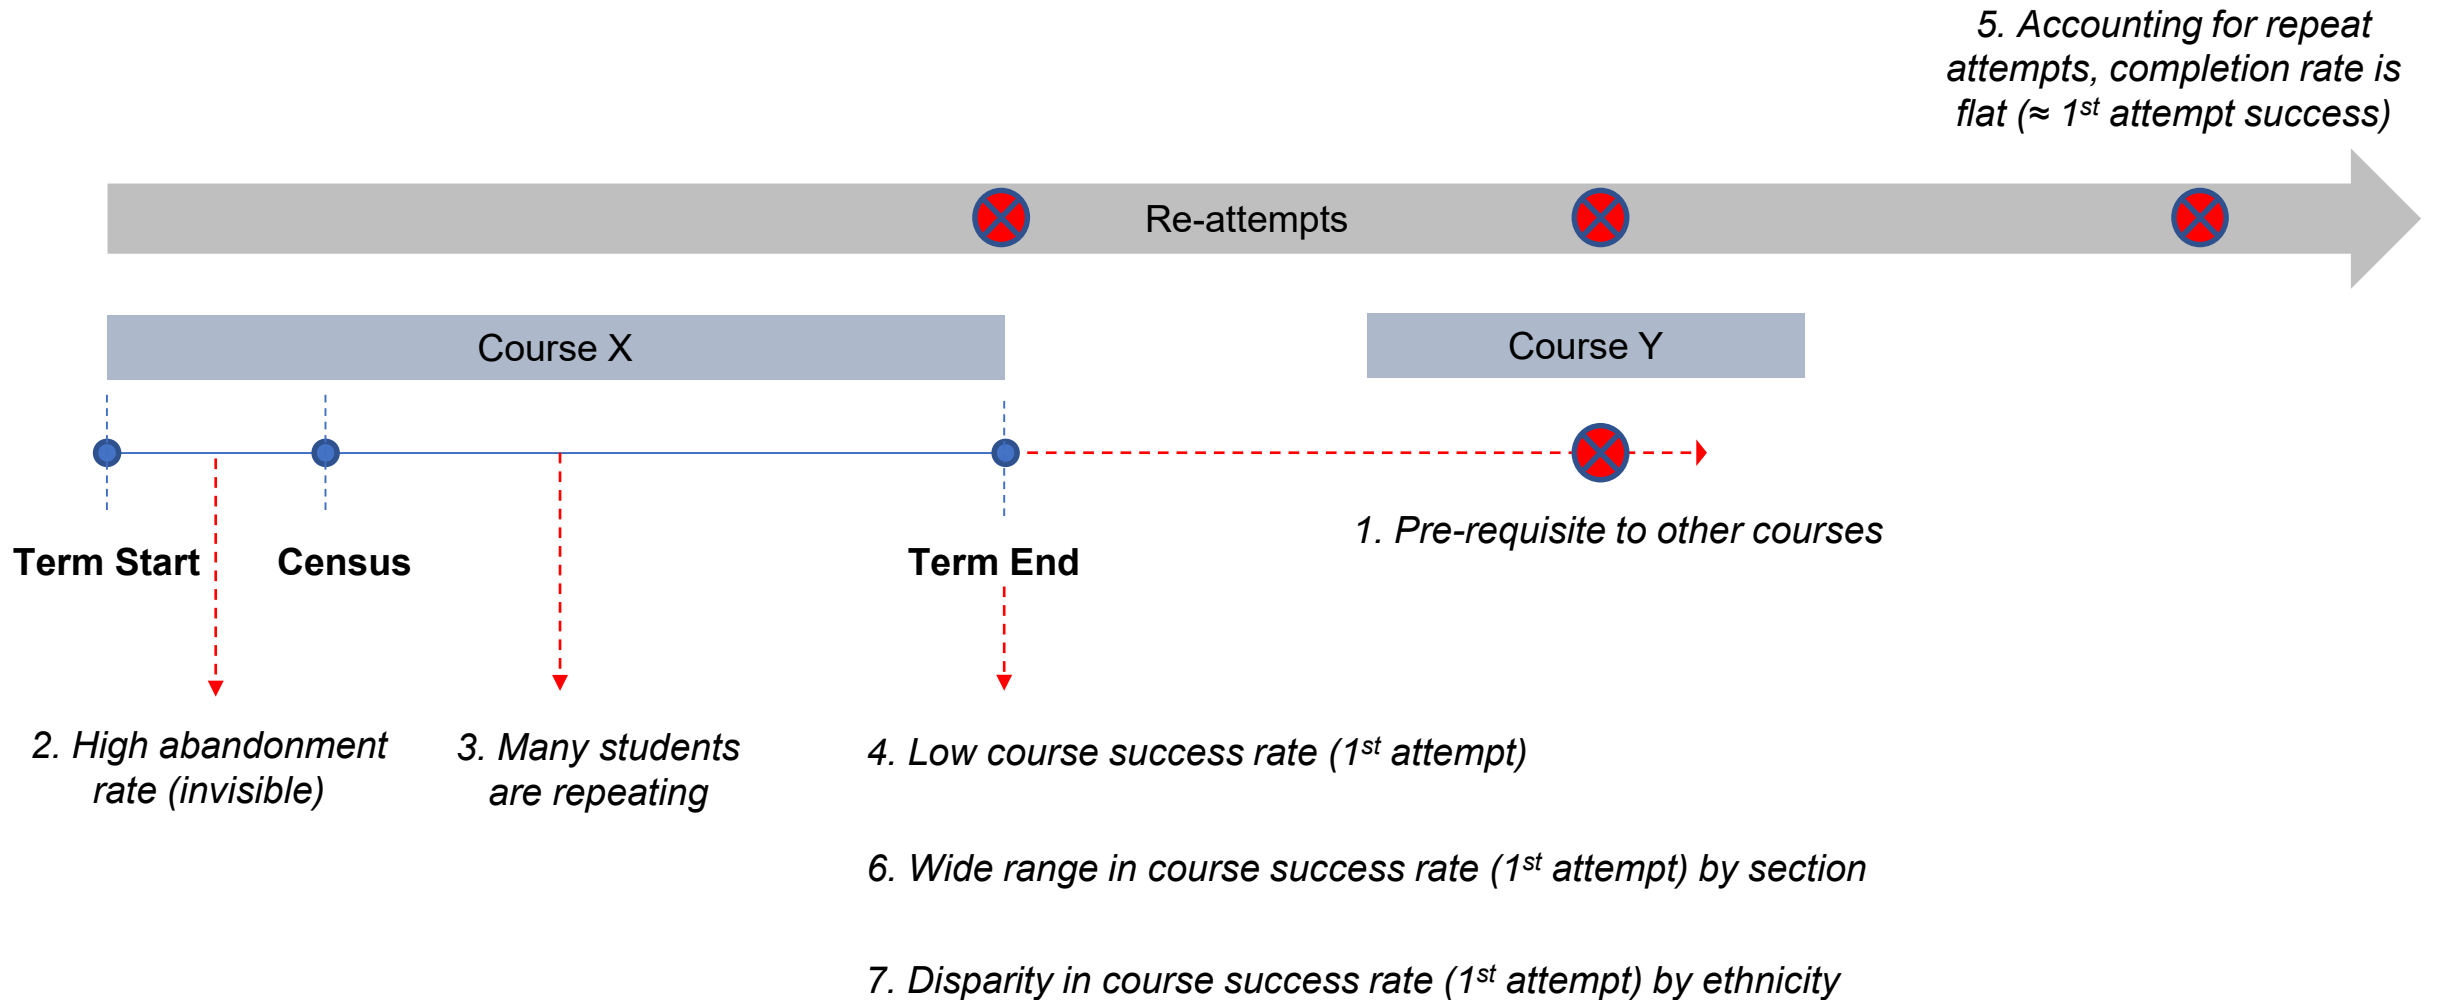 5. Accounting for repeat
attempts, completion rate is
flat (≈ 1st attempt success)
Re-attempts
Course X
Course Y
1. Pre-requisite to other courses
Term Start
Census
Term End
2. High abandonment
rate (invisible)
3. Many students
are repeating
4. Low course success rate (1st attempt)
6. Wide range in course success rate (1st attempt) by section
7. Disparity in course success rate (1st attempt) by ethnicity